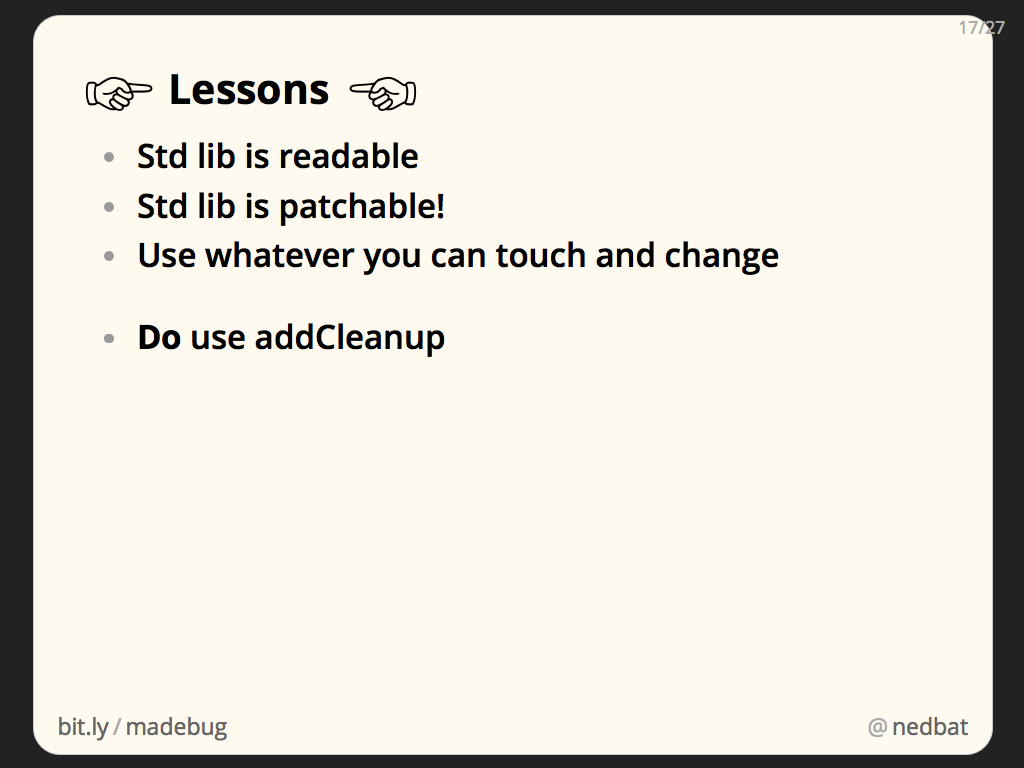 17/27
☞ Lessons ☜
• Std lib is readable
• Std lib is patchable!
• Use whatever you can touch and change
• Do use addCleanup
bit.ly/madebug
@nedbat